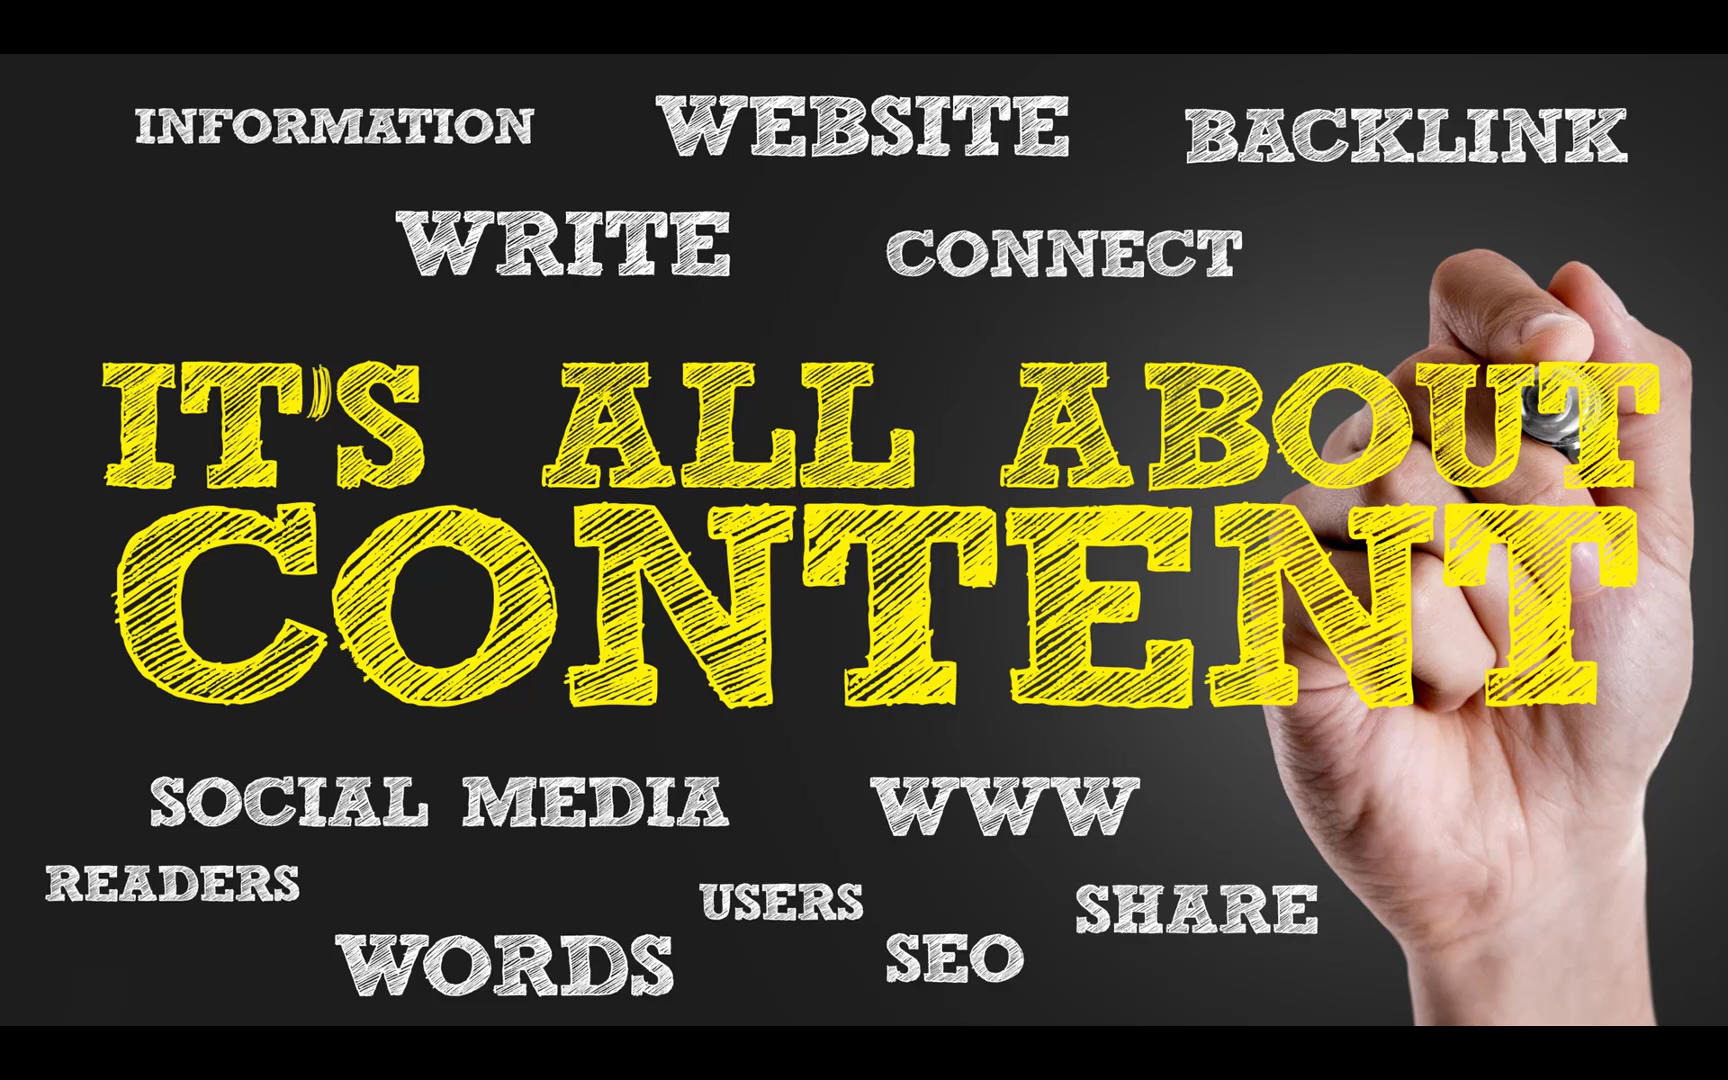 INFORMATION WEBSITE BACKLINK
WRITE CONNECT
IT'S ALL ABOUT
CONTENT
SOCIAL MEDIA WWW
READERS USERS SHARE
WORDS SEO